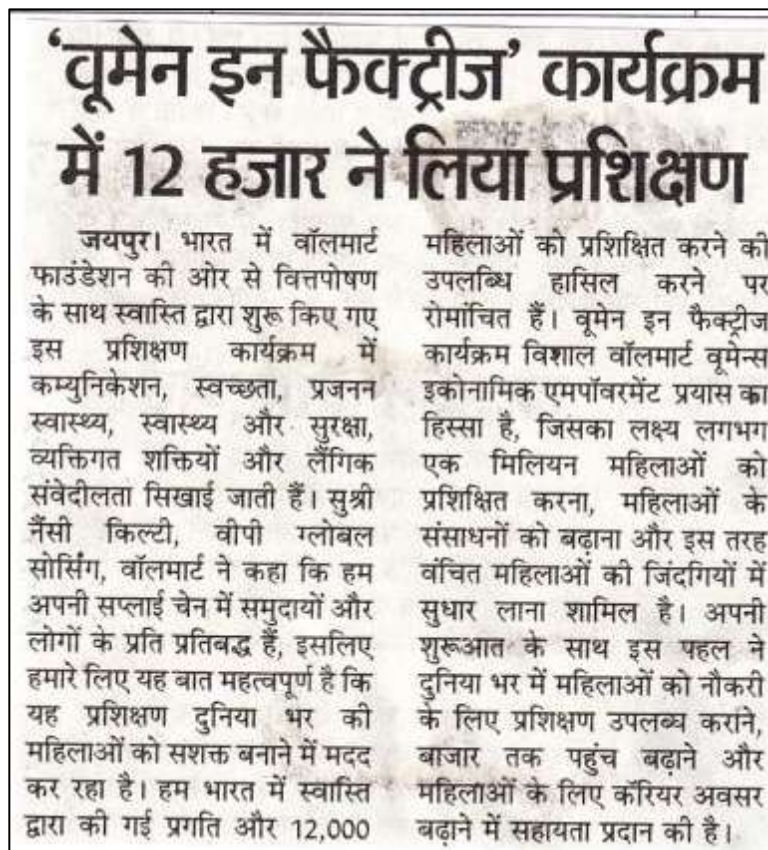 ‘वूमेन इन फैक्ट्रीज’ कार्यक्रम
में 12 हजार ने लिया प्रशिक्षण
जयपुर। भारत में वॉलमार्ट
फाउंडेशन की ओर से वित्तपोषण
के साथ स्वास्ति द्वारा शुरू किए गए
इस प्रशिक्षण कार्यक्रम में
कम्युनिकेशन, स्वच्छता, प्रजनन
स्वास्थ्य, स्वास्थ्य और सुरक्षा,
व्यक्तिगत शक्तियों और लैंगिक
संवेदीलता सिखाई जाती हैं। सुश्री
नैंसी किल्टी, वीपी ग्लोबल
सोर्सिंग, वॉलमार्ट ने कहा कि हम
अपनी सप्लाई चेन में समुदायों और
लोगों के प्रति प्रतिबद्ध हैं, इसलिए
हमारे लिए यह बात महत्वपूर्ण है कि
यह प्रशिक्षण दुनिया भर की
महिलाओं को सशक्त बनाने में मदद
कर रहा है। हम भारत में स्वास्ति
द्वारा की गई प्रगति और 12,000
महिलाओं को प्रशिक्षित करने की
उपलब्धि हासिल करने पर
रोमांचित हैं। वूमेन इन फैक्ट्रीज
कार्यक्रम विशाल वॉलमार्ट वूमेन्स
इकोनामिक एमपॉवरमेंट प्रयास का
हिस्सा है, जिसका लक्ष्य लगभग
एक मिलियन महिलाओं को
प्रशिक्षित करना, महिलाओं के
संसाधनों को बढ़ाना और इस तरह
वंचित महिलाओं की जिंदगियों में
सुधार लाना शामिल है। अपनी
शुरूआत के साथ इस पहल ने
दुनिया भर में महिलाओं को नौकरी
के लिए प्रशिक्षण उपलब्ध कराने,
बाजार तक पहुंच बढ़ाने और
महिलाओं के लिए कॅरियर अवसर
बढ़ाने में सहायता प्रदान की है।